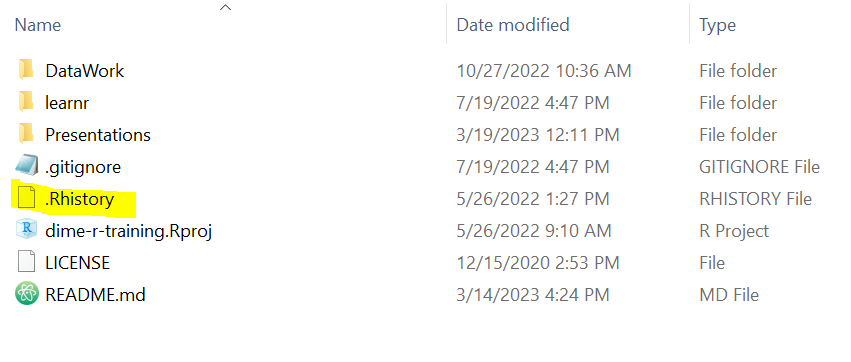 Name Date modified Type
DataWork 10/27/2022 10:36 AM File folder
learnr 7/19/2022 4:47 PM File folder
Presentations 3/19/2023 12:11 PM File folder
.gitignore 7/19/2022 4:47 PM GITIGNORE File
.Rhistory 5/26/2022 1:27 PM RHISTORY File
dime-r-training.Rproj 5/26/2022 9:10 AM R Project
LICENSE 12/15/2020 2:53 PM File
README.md 3/14/2023 4:24 PM MD File